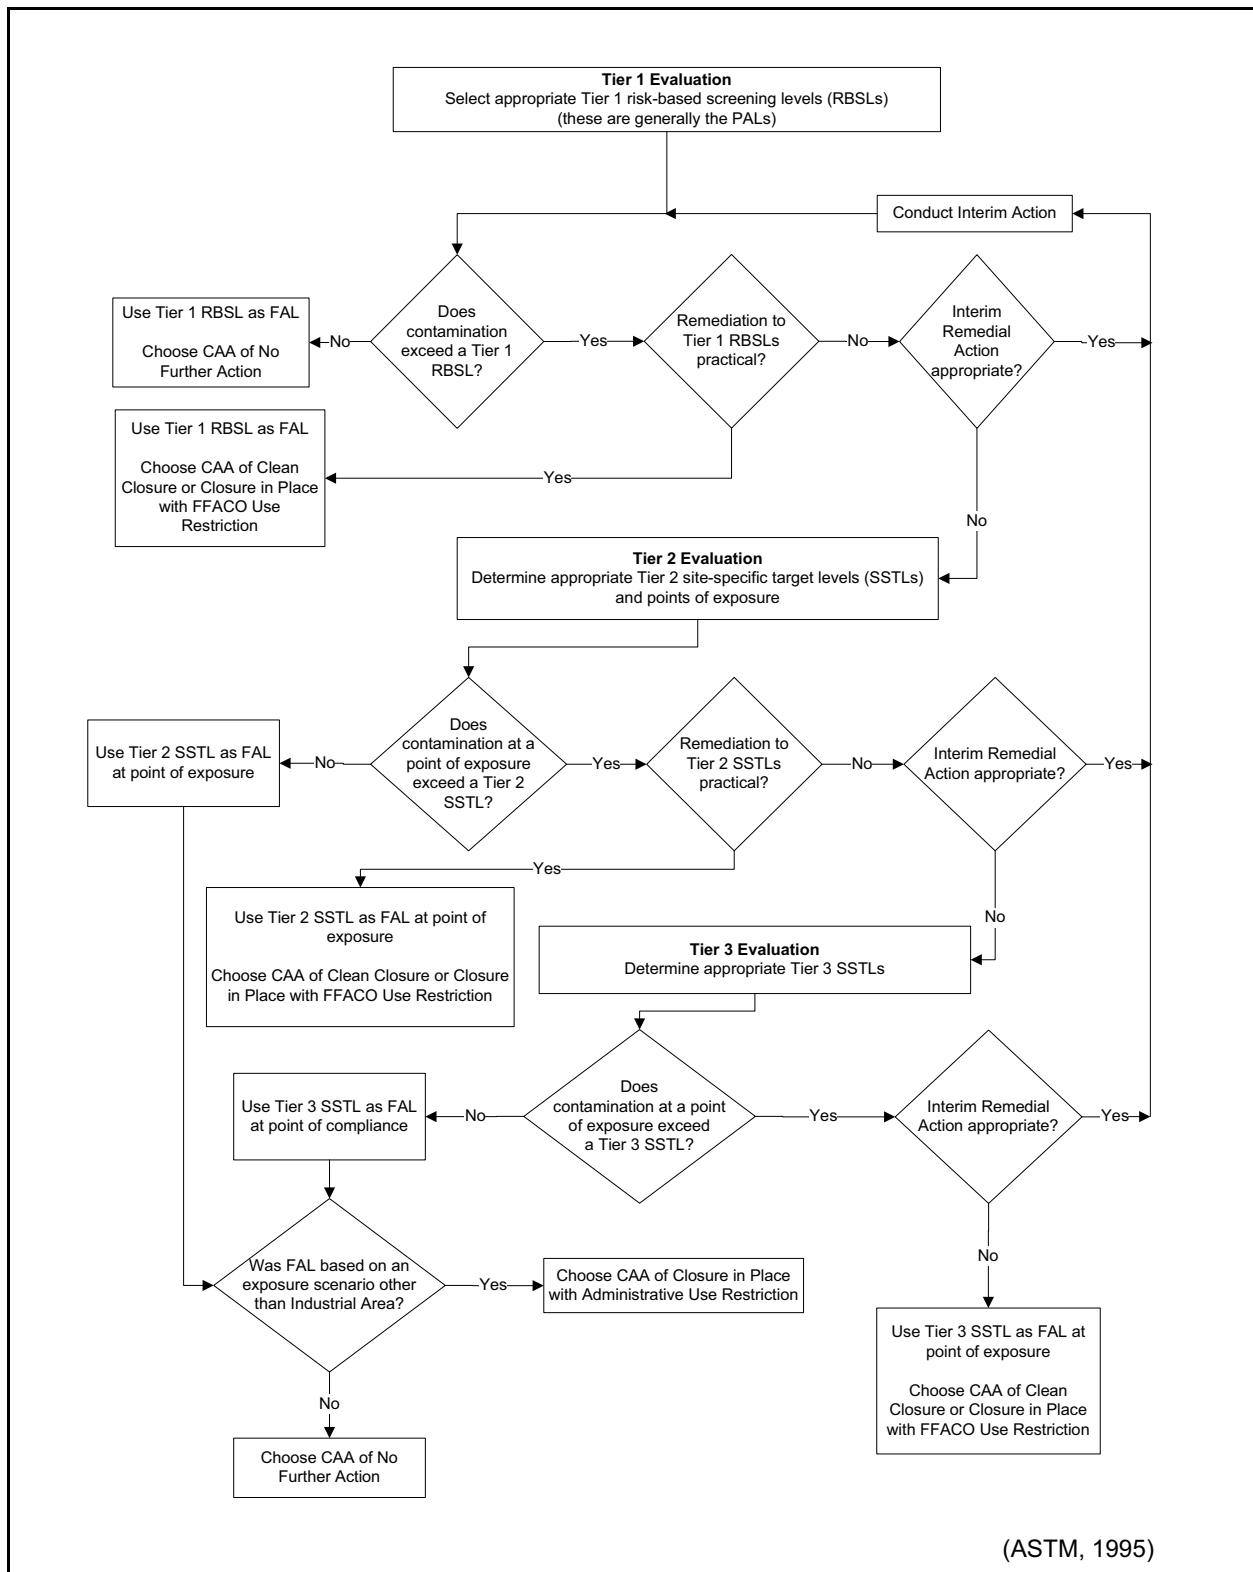 Tier 1 Evaluation
Select appropriate Tier 1 risk-based screening levels (RBSLs)
(these are generally the PALs)
Conduct Interim Action
Does
contamination
exceed a Tier 1
RBSL?
No
Use Tier 1 RBSL as FAL
Choose CAA of No
Further Action
Yes
Remediation to
Tier 1 RBSLs
practical?
No
Interim
Remedial
Action
appropriate?
Yes
Use Tier 1 RBSL as FAL
Choose CAA of Clean
Closure or Closure in Place
with FFACO Use
Restriction
Yes
No
Tier 2 Evaluation
Determine appropriate Tier 2 site-specific target levels (SSTLs)
and points of exposure
Use Tier 2 SSTL as FAL
at point of exposure
No
Does
contamination at a
point of exposure
exceed a Tier 2
SSTL?
Yes
Remediation to
Tier 2 SSTLs
practical?
No
Interim Remedial
Action appropriate?
Yes
Yes
Use Tier 2 SSTL as FAL at point of
exposure
Choose CAA of Clean Closure or Closure
in Place with FFACO Use Restriction
No
Tier 3 Evaluation
Determine appropriate Tier 3 SSTLs
Use Tier 3 SSTL as FAL
at point of compliance
No
Does
contamination at a point
of exposure exceed
a Tier 3 SSTL?
Yes
Interim Remedial
Action appropriate?
Yes
Was FAL based on an
exposure scenario other
than Industrial Area?
Yes
Choose CAA of Closure in Place
with Administrative Use Restriction
No
Use Tier 3 SSTL as FAL at
point of exposure
Choose CAA of Clean
Closure or Closure in Place
with FFACO Use Restriction
No
Choose CAA of No
Further Action
(ASTM, 1995)